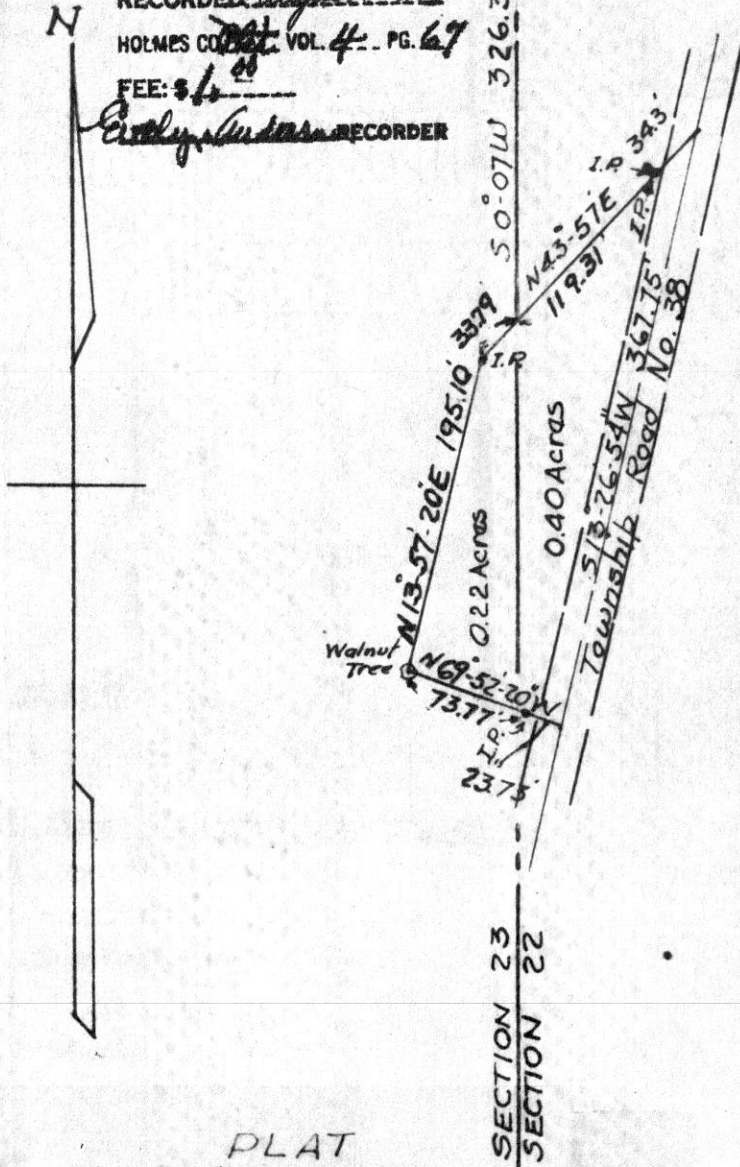 N
RECORDED
HOLMES CO. Plat VOL. 4 PG. 67
FEE: $1.00
Evelyn Anderson RECORDER
S 0°-07'W 326.3
34.3'
I.P.
I.P.
N43°-57'E
119.31
33.79
I.P.
N13°-57'-20"E 195.10'
0.22 Acres
0.40 Acres
S13°-26'-54"W 367.75'
Township Road No. 38
Walnut
Tree
N69°-52'-20"W
73.77'
I.P.
23.75'
SECTION 23
SECTION 22
PLAT